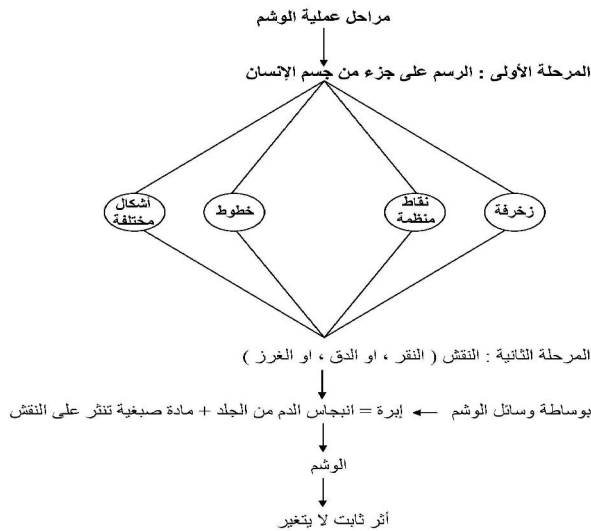 مراحل عملية الوشم
المرحلة الأولى : الرسم على جزء من جسم الإنسان
زخرفة
نقاط
منظمة
خطوط
أشكال
مختلفة
المرحلة الثانية : النقش ( النقر ، او الدق ، او الغرز )
بوساطة وسائل الوشم ← إبرة = انبجاس الدم من الجلد + مادة صبغية تنثر على النقش
الوشم
أثر ثابت لا يتغير